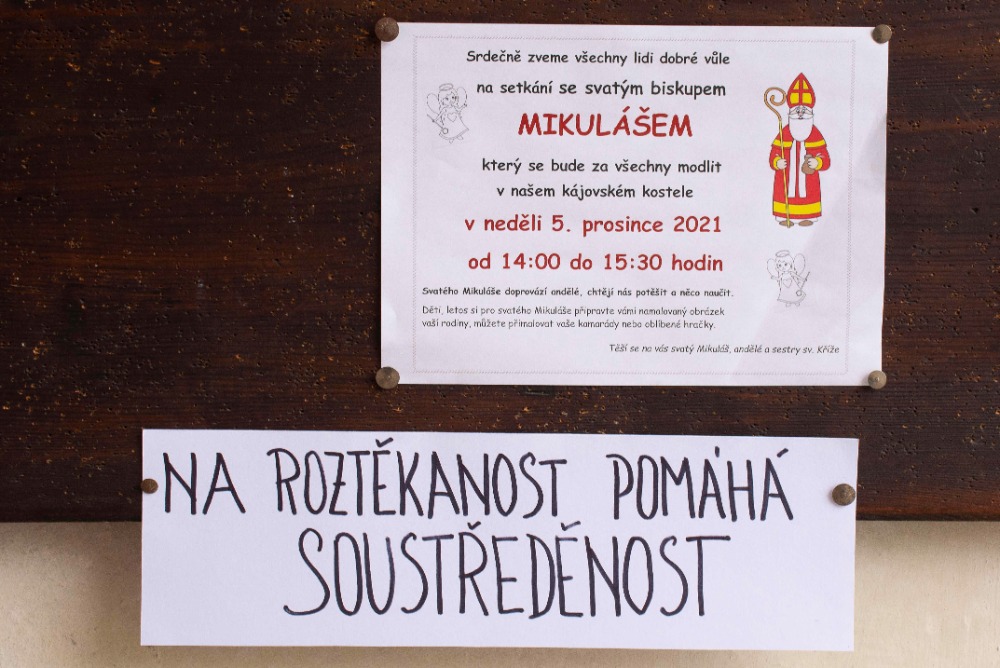 Srdečně zveme všechny lidi dobré vůle
na setkání se svatým biskupem
MIKULÁŠEM
který se bude za všechny modlit
v našem kájovském kostele
v neděli 5. prosince 2021
od 14:00 do 15:30 hodin
Svatého Mikuláše doprovází andělé, chtějí nás potěšit a něco naučit.
Děti, letos si pro svatého Mikuláše připravte vámi namalovaný obrázek
vaší rodiny, můžete přimalovat vaše kamarády nebo oblíbené hračky.
Těší se na vás svatý Mikuláš, andělé a sestry sv. Kříže
NA ROZTĚKANOST POMÁHÁ
SOUSTŘEDĚNOST